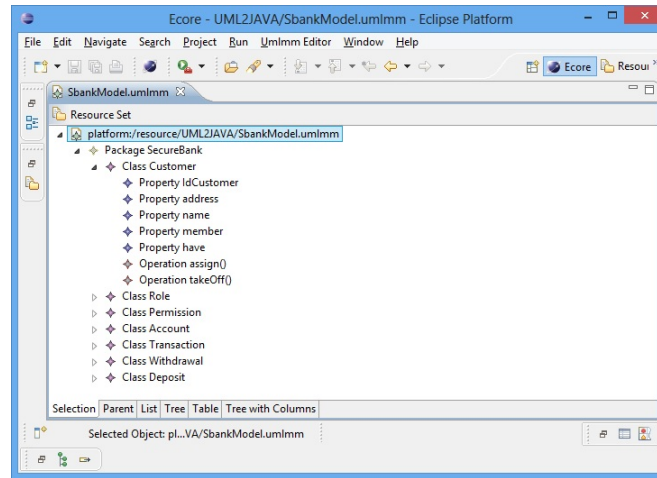 Ecore - UML2JAVA/SbankModel.umlmm - Eclipse Platform
File Edit Navigate Search Project Run Umlmm Editor Window Help
Ecore Resour
SbankModel.umlmm
Resource Set
platform:/resource/UML2JAVA/SbankModel.umlmm
Package SecureBank
Class Customer
Property IdCustomer
Property address
Property name
Property member
Property have
Operation assign()
Operation takeOff()
Class Role
Class Permission
Class Account
Class Transaction
Class Withdrawal
Class Deposit
Selection Parent List Tree Table Tree with Columns
Selected Object: pl...VA/SbankModel.umlmm